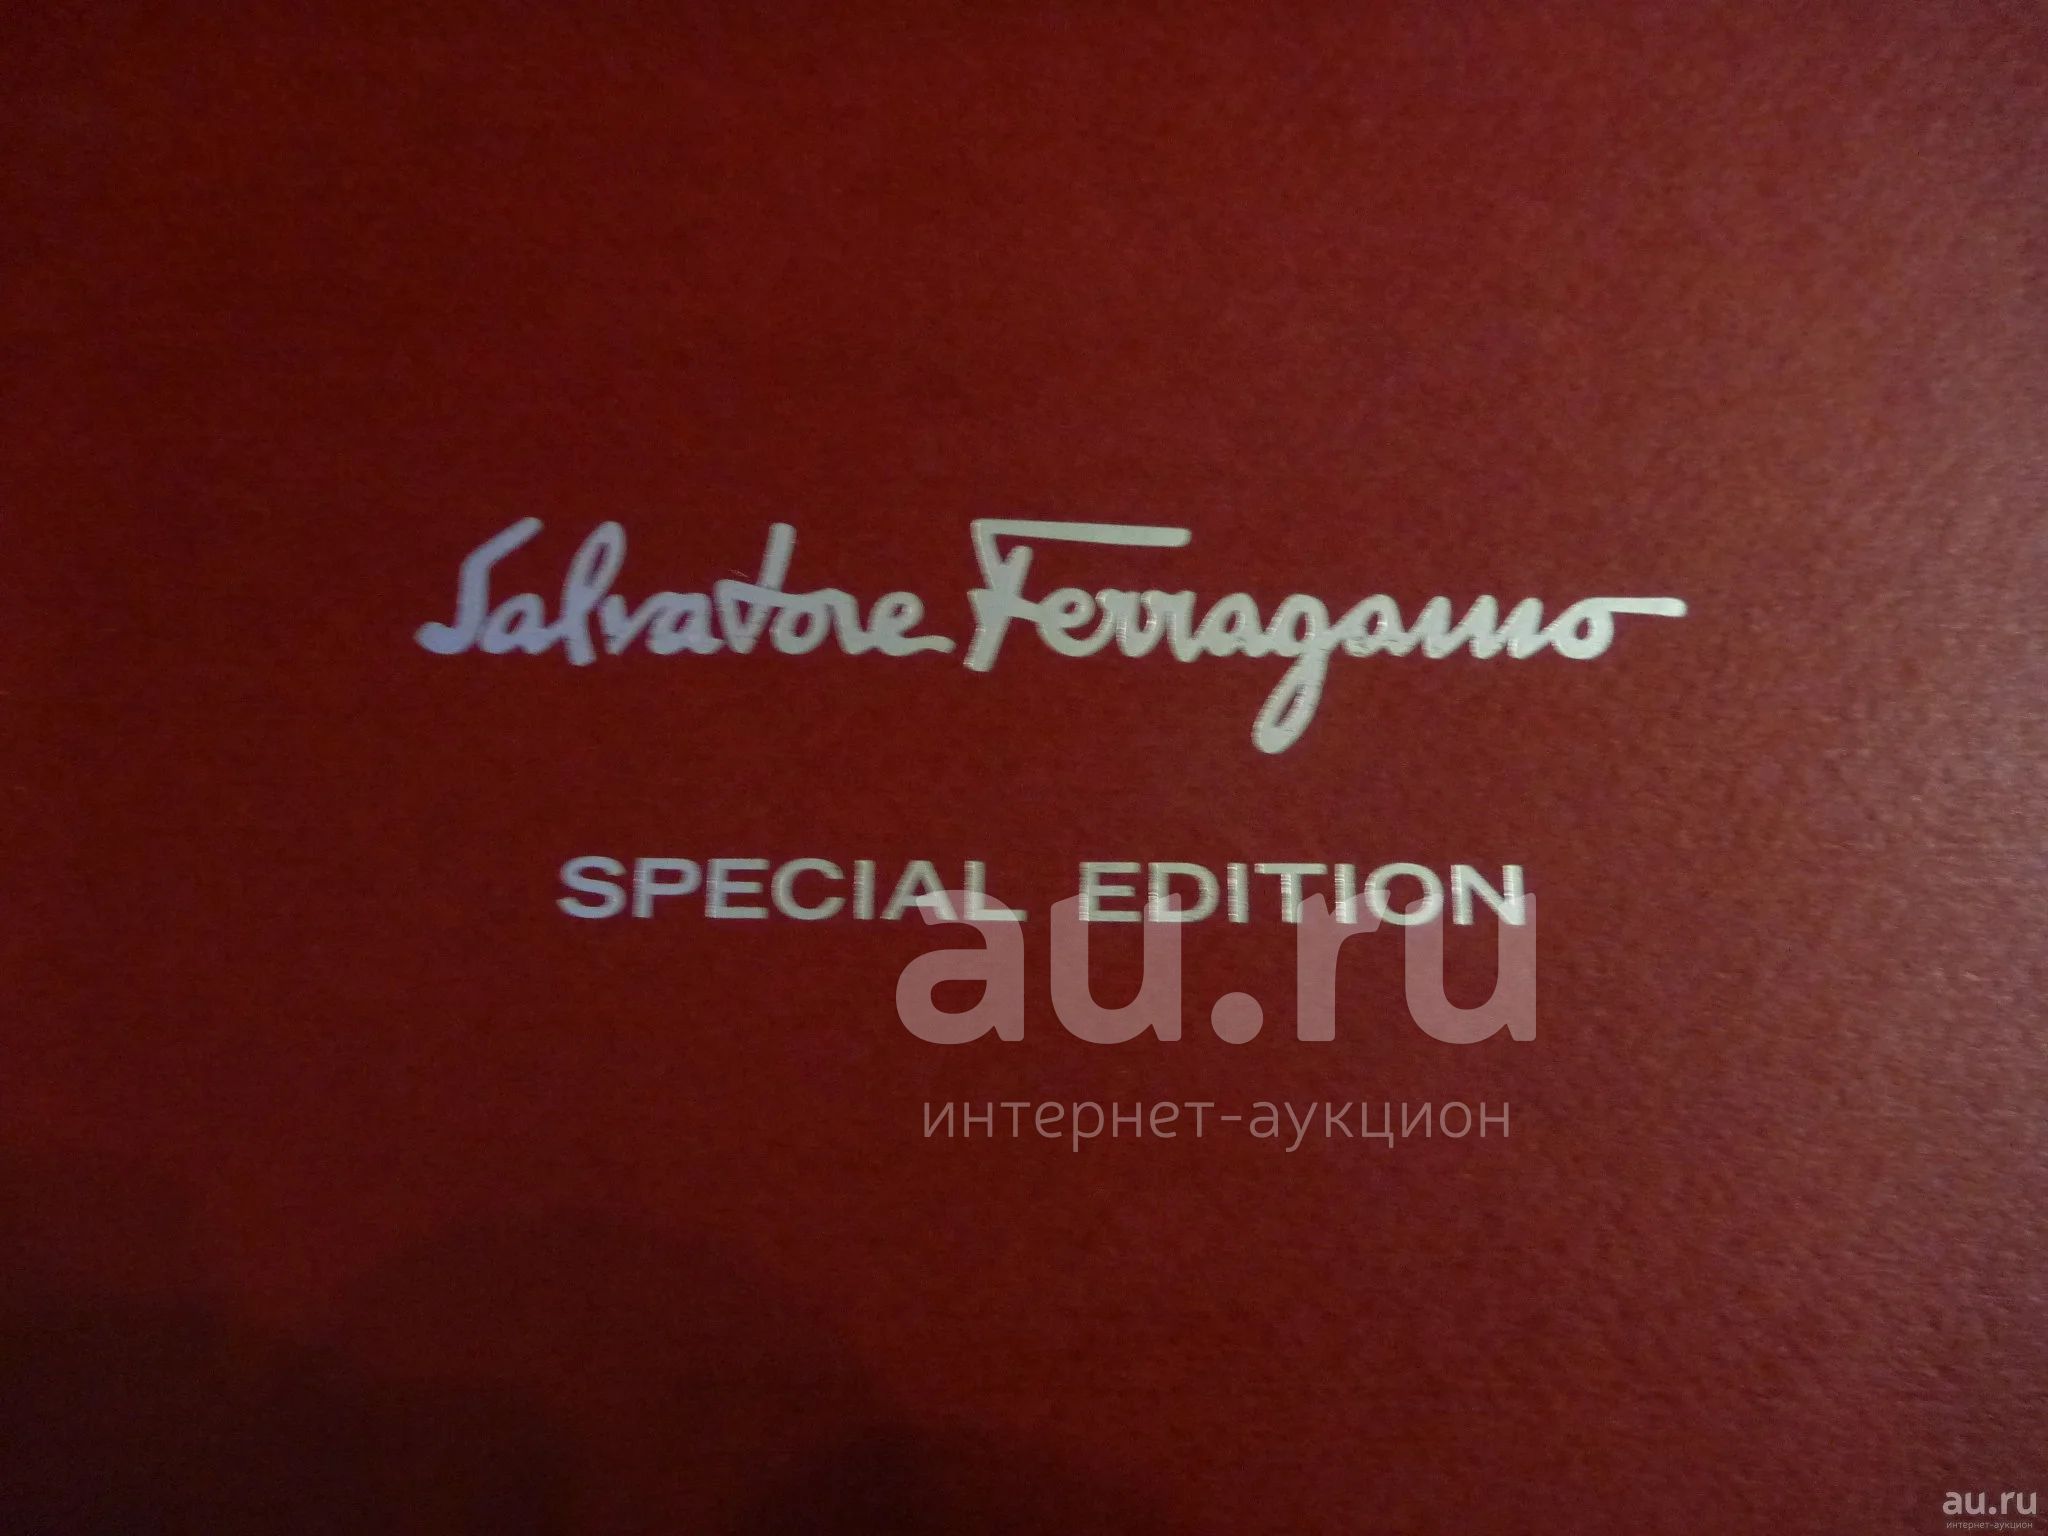 Salvatore Ferragamo
SPECIAL EDITION
au.ru
интернет-аукцион
au.ru
интернет-аукцион